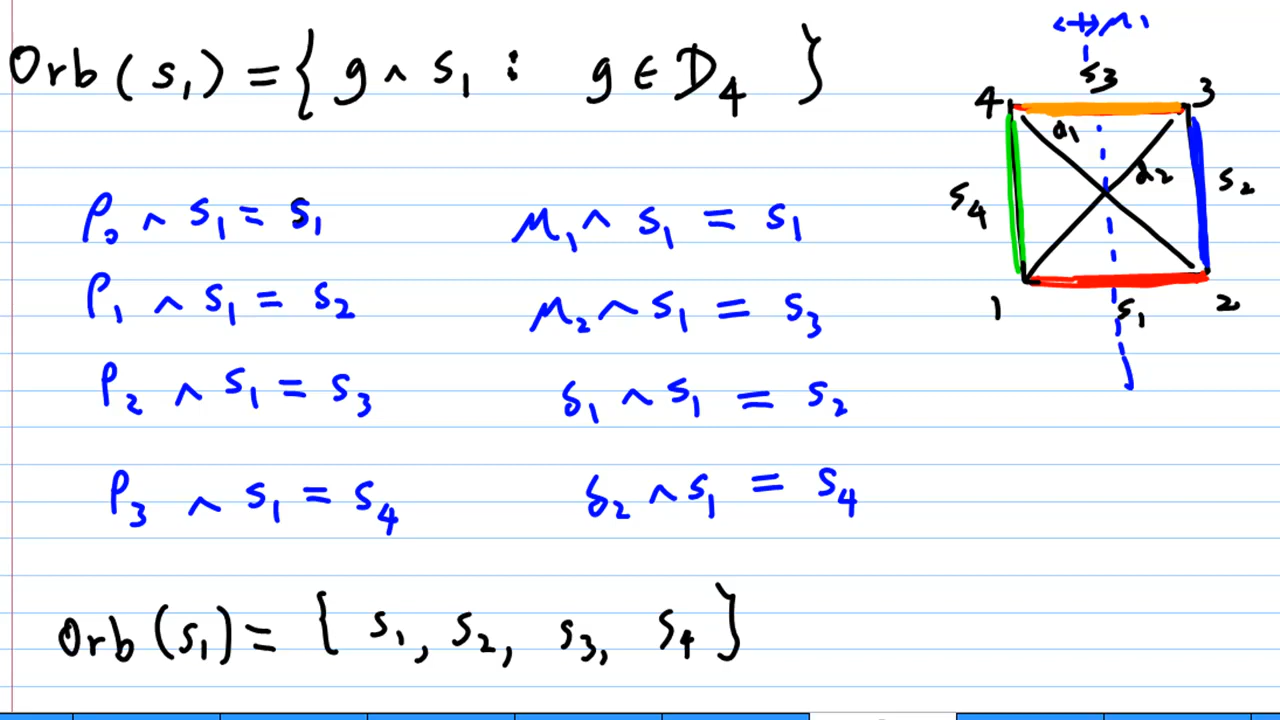 Orb(s₁) = { g ∧ s₁ : g ∈ D₄ }
ρ₀ ∧ s₁ = s₁
μ₁ ∧ s₁ = s₁
ρ₁ ∧ s₁ = s₂
μ₂ ∧ s₁ = s₃
ρ₂ ∧ s₁ = s₃
δ₁ ∧ s₁ = s₂
ρ₃ ∧ s₁ = s₄
δ₂ ∧ s₁ = s₄
Orb(s₁) = { s₁, s₂, s₃, s₄ }
μ₁
s₃
4
3
d₁
d₂
s₂
s₄
1
s₁
2